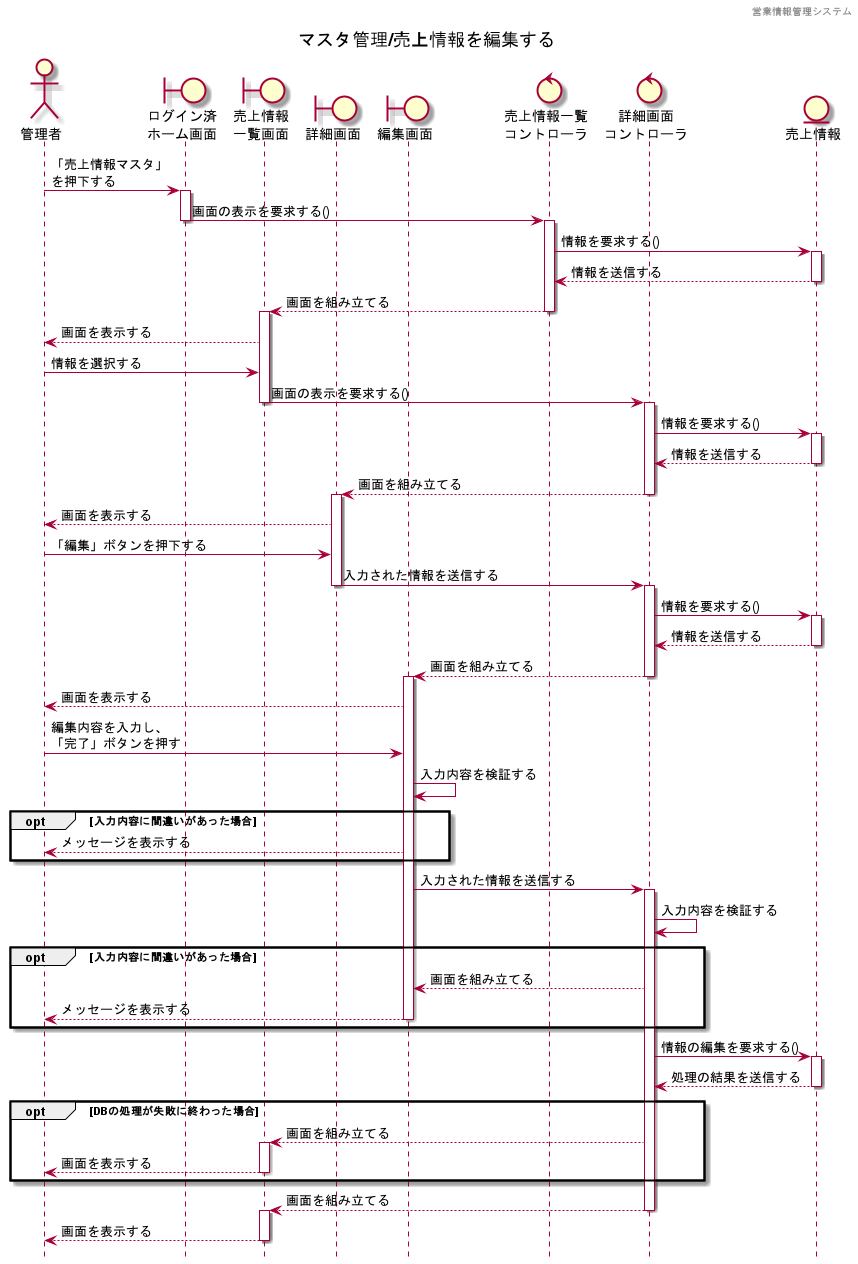 営業情報管理システム
マスタ管理/売上情報を編集する
管理者
ログイン済
ホーム画面
売上情報
一覧画面
詳細画面
編集画面
売上情報一覧
コントローラ
詳細画面
コントローラ
売上情報
「売上情報マスタ」
を押下する
画面の表示を要求する()
情報を要求する()
情報を送信する
画面を組み立てる
画面を表示する
情報を選択する
画面の表示を要求する()
情報を要求する()
情報を送信する
画面を組み立てる
画面を表示する
「編集」ボタンを押下する
入力された情報を送信する
情報を要求する()
情報を送信する
画面を組み立てる
画面を表示する
編集内容を入力し、
「完了」ボタンを押す
入力内容を検証する
opt [入力内容に間違いがあった場合]
メッセージを表示する
入力された情報を送信する
入力内容を検証する
opt [入力内容に間違いがあった場合]
画面を組み立てる
メッセージを表示する
情報の編集を要求する()
処理の結果を送信する
opt [DBの処理が失敗に終わった場合]
画面を組み立てる
画面を表示する
画面を組み立てる
画面を表示する